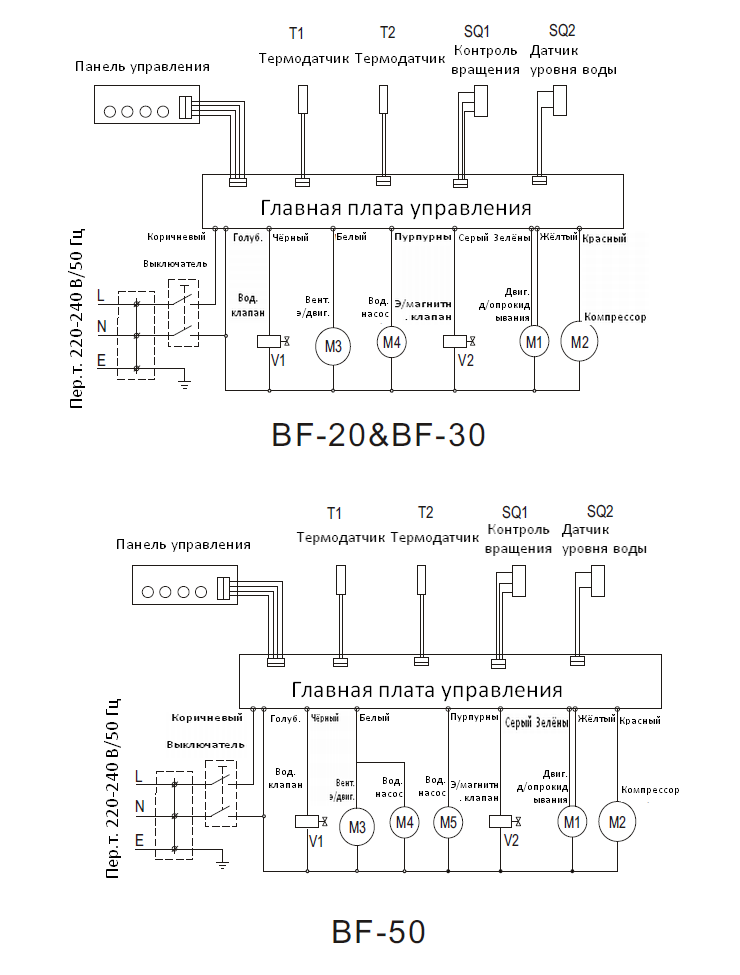 T1
T2
SQ1
SQ2
Панель управления
Термодатчик
Термодатчик
Контроль
вращения
Датчик
уровня воды
Главная плата управления
Коричневый
Голуб.
Чёрный
Белый
Пурпурны
Серый
Зелёны
Жёлтый
Красный
Пер.т. 220-240 В/50 Гц
Выключатель
L
N
E
Вод.
клапан
V1
Вент.
э/двиг.
M3
Вод.
насос
M4
Э/магнитн
. клапан
V2
Двиг.
д/опрокид
ывания
M1
Компрессор
M2
BF-20&BF-30
T1
T2
SQ1
SQ2
Панель управления
Термодатчик
Термодатчик
Контроль
вращения
Датчик
уровня воды
Главная плата управления
Коричневый
Голуб.
Чёрный
Белый
Пурпурны
Серый
Зелёны
Жёлтый
Красный
Пер.т. 220-240 В/50 Гц
Выключатель
L
N
E
Вод.
клапан
V1
Вент.
э/двиг.
M3
Вод.
насос
M4
Вод.
насос
M5
Э/магнитн
. клапан
V2
Двиг.
д/опрокид
ывания
M1
Компрессор
M2
BF-50